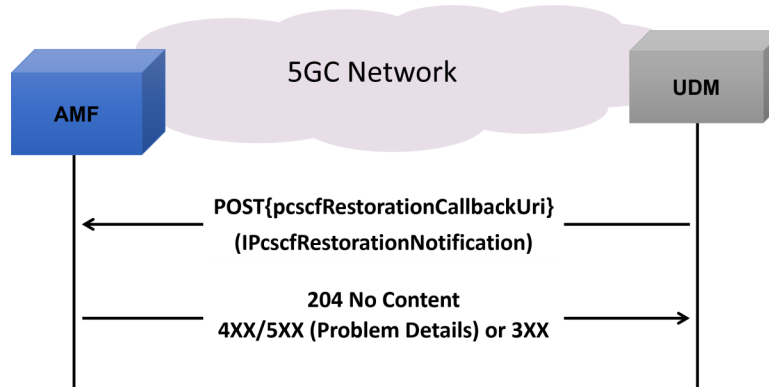 5GC Network
AMF
UDM
POST{pcscfRestorationCallbackUri}
(IPcscfRestorationNotification)
204 No Content
4XX/5XX (Problem Details) or 3XX